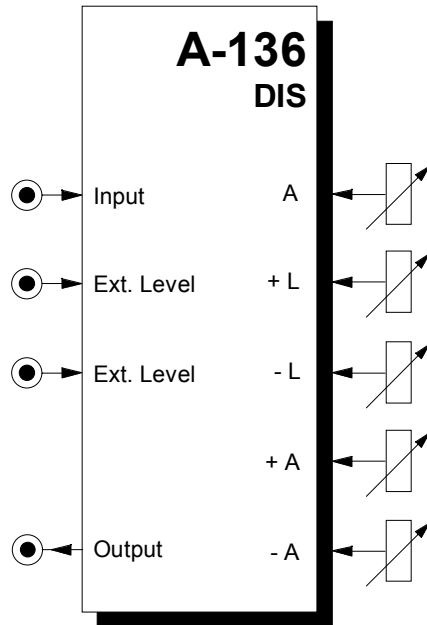 A-136
DIS
Input A
Ext. Level + L
Ext. Level - L
+ A
Output - A